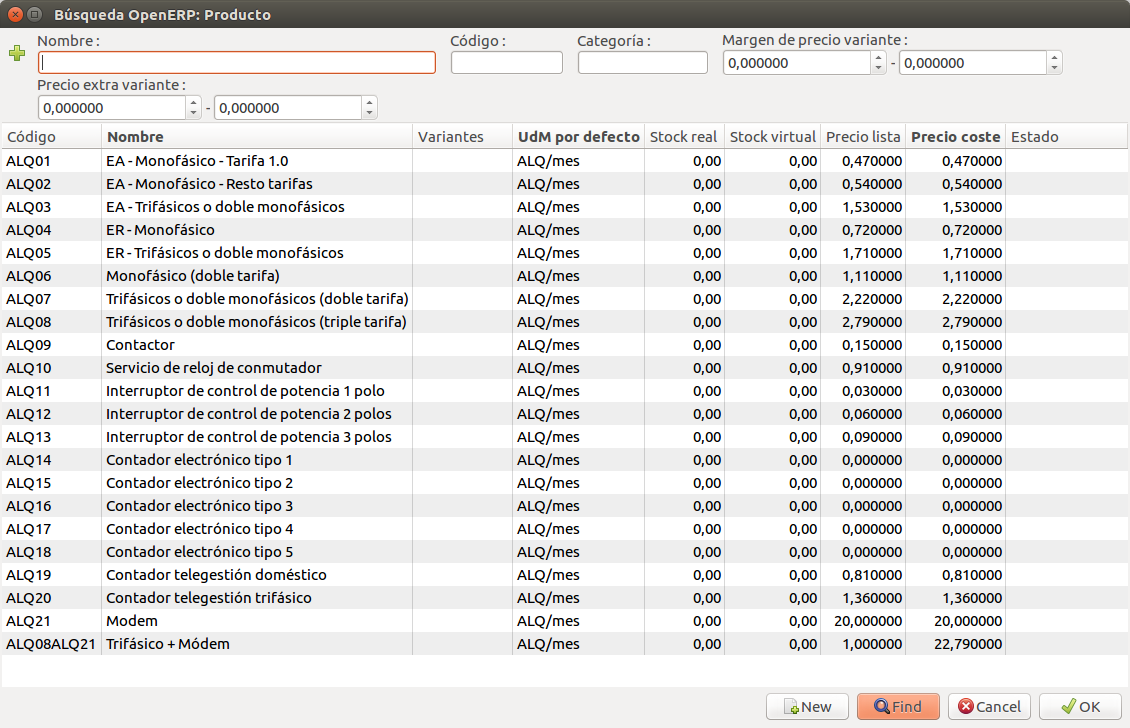 Búsqueda OpenERP: Producto
Nombre : Código : Categoría : Margen de precio variante :
0,000000 - 0,000000
Precio extra variante :
0,000000 - 0,000000
Código Nombre Variantes UdM por defecto Stock real Stock virtual Precio lista Precio coste Estado
ALQ01 EA - Monofásico - Tarifa 1.0 ALQ/mes 0,00 0,00 0,470000 0,470000
ALQ02 EA - Monofásico - Resto tarifas ALQ/mes 0,00 0,00 0,540000 0,540000
ALQ03 EA - Trifásicos o doble monofásicos ALQ/mes 0,00 0,00 1,530000 1,530000
ALQ04 ER - Monofásico ALQ/mes 0,00 0,00 0,720000 0,720000
ALQ05 ER - Trifásicos o doble monofásicos ALQ/mes 0,00 0,00 1,710000 1,710000
ALQ06 Monofásico (doble tarifa) ALQ/mes 0,00 0,00 1,110000 1,110000
ALQ07 Trifásicos o doble monofásicos (doble tarifa) ALQ/mes 0,00 0,00 2,220000 2,220000
ALQ08 Trifásicos o doble monofásicos (triple tarifa) ALQ/mes 0,00 0,00 2,790000 2,790000
ALQ09 Contactor ALQ/mes 0,00 0,00 0,150000 0,150000
ALQ10 Servicio de reloj de conmutador ALQ/mes 0,00 0,00 0,910000 0,910000
ALQ11 Interruptor de control de potencia 1 polo ALQ/mes 0,00 0,00 0,030000 0,030000
ALQ12 Interruptor de control de potencia 2 polos ALQ/mes 0,00 0,00 0,060000 0,060000
ALQ13 Interruptor de control de potencia 3 polos ALQ/mes 0,00 0,00 0,090000 0,090000
ALQ14 Contador electrónico tipo 1 ALQ/mes 0,00 0,00 0,000000 0,000000
ALQ15 Contador electrónico tipo 2 ALQ/mes 0,00 0,00 0,000000 0,000000
ALQ16 Contador electrónico tipo 3 ALQ/mes 0,00 0,00 0,000000 0,000000
ALQ17 Contador electrónico tipo 4 ALQ/mes 0,00 0,00 0,000000 0,000000
ALQ18 Contador electrónico tipo 5 ALQ/mes 0,00 0,00 0,000000 0,000000
ALQ19 Contador telegestión doméstico ALQ/mes 0,00 0,00 0,810000 0,810000
ALQ20 Contador telegestión trifásico ALQ/mes 0,00 0,00 1,360000 1,360000
ALQ21 Modem ALQ/mes 0,00 0,00 20,000000 20,000000
ALQ08ALQ21 Trifásico + Módem ALQ/mes 0,00 0,00 1,000000 22,790000
New Find Cancel OK